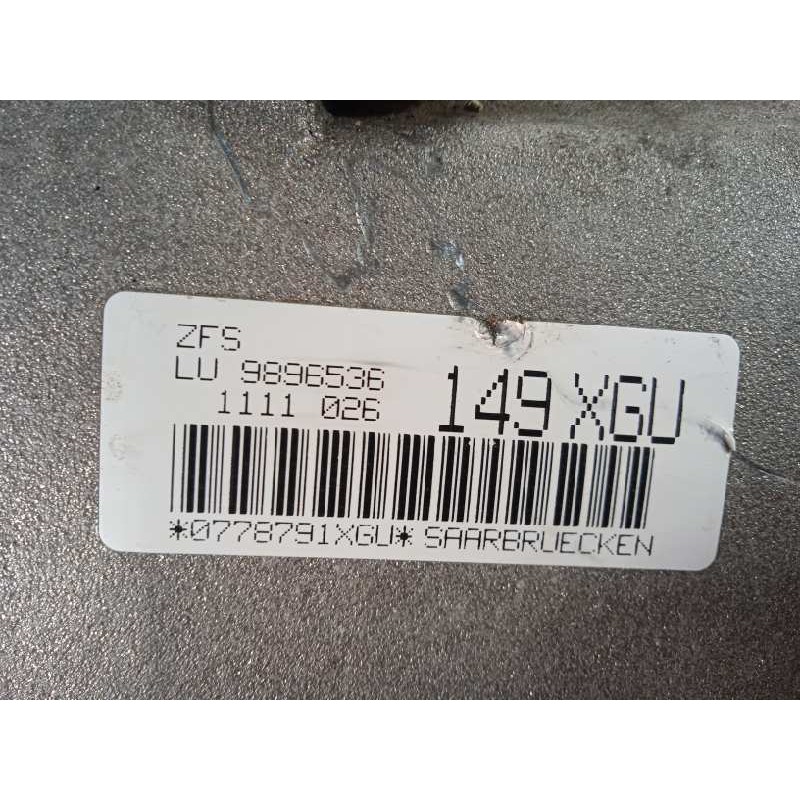 ZFS
LU 9896536
1111 026
149 XGU
*0778791XGU* SAARBRUECKEN